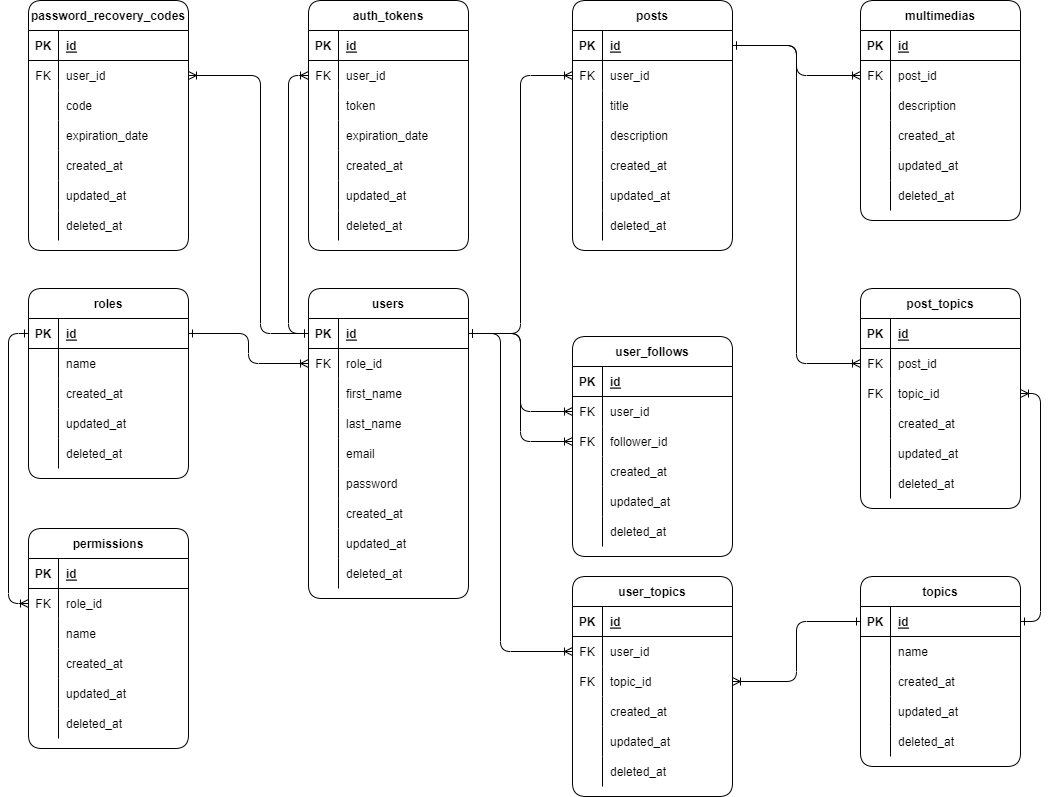 password_recovery_codes
PK id
FK user_id
code
expiration_date
created_at
updated_at
deleted_at
auth_tokens
PK id
FK user_id
token
expiration_date
created_at
updated_at
deleted_at
posts
PK id
FK user_id
title
description
created_at
updated_at
deleted_at
multimedias
PK id
FK post_id
description
created_at
updated_at
deleted_at
roles
PK id
name
created_at
updated_at
deleted_at
users
PK id
FK role_id
first_name
last_name
email
password
created_at
updated_at
deleted_at
user_follows
PK id
FK user_id
FK follower_id
created_at
updated_at
deleted_at
post_topics
PK id
FK post_id
FK topic_id
created_at
updated_at
deleted_at
permissions
PK id
FK role_id
name
created_at
updated_at
deleted_at
user_topics
PK id
FK user_id
FK topic_id
created_at
updated_at
deleted_at
topics
PK id
name
created_at
updated_at
deleted_at